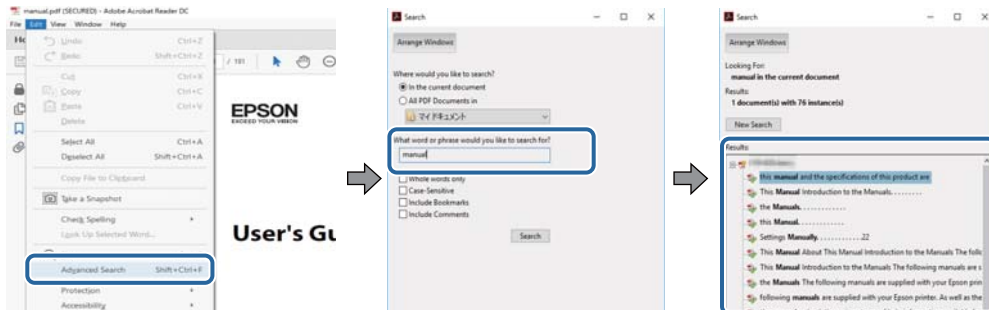 manual.pdf (SECURED) - Adobe Acrobat Reader DC
File Edit View Window Help
Undo Ctrl+Z
Redo Shift+Ctrl+Z
Cut Ctrl+X
Copy Ctrl+C
Paste Ctrl+V
Delete
Select All Ctrl+A
Deselect All Shift+Ctrl+A
Copy File to Clipboard
Take a Snapshot
Check Spelling
Look Up Selected Word...
Advanced Search Shift+Ctrl+F
Protection
Accessibility
/ 191
EPSON
EXCEED YOUR VISION
User's Gu
Search
Arrange Windows
Where would you like to search?
In the current document
All PDF Documents in
マイ ドキュメント
What word or phrase would you like to search for?
manual
Whole words only
Case-Sensitive
Include Bookmarks
Include Comments
Search
Search
Arrange Windows
Looking For:
manual in the current document
Results:
1 document(s) with 76 instance(s)
New Search
Results:
this manual and the specifications of this product are
This Manual Introduction to the Manuals. . . . . . . . .
the Manuals. . . . . . . . . . . . .
this Manual. . . . . . . . . . . . .
Settings Manually. . . . . . . . . . . .22
This Manual About This Manual Introduction to the Manuals The follo
This Manual Introduction to the Manuals The following manuals are s
the Manuals The following manuals are supplied with your Epson prin
following manuals are supplied with your Epson printer. As well as the